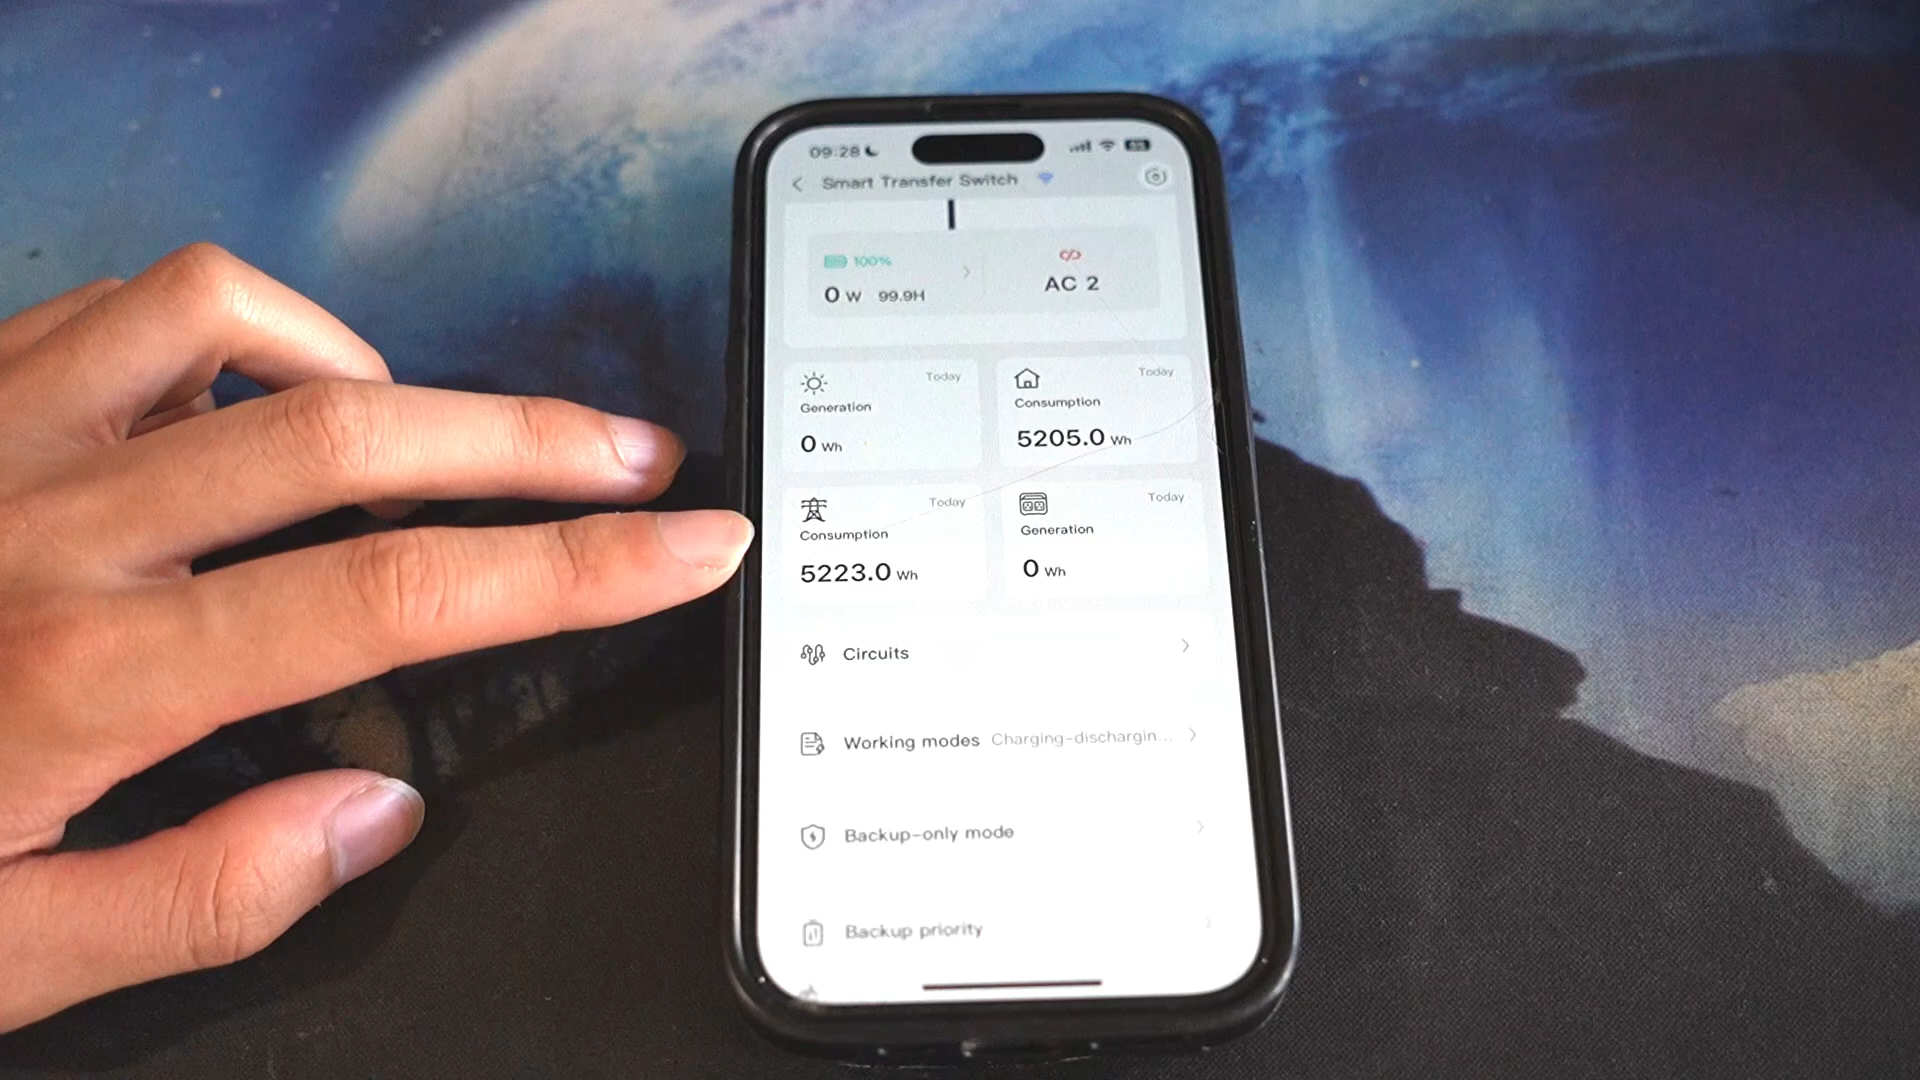 09:28
Smart Transfer Switch
100%
0 W 99.9H
AC 2
Today
Generation
0 Wh
Today
Consumption
5205.0 Wh
Today
Consumption
5223.0 Wh
Today
Generation
0 Wh
Circuits
Working modes Charging-dischargin...
Backup-only mode
Backup priority